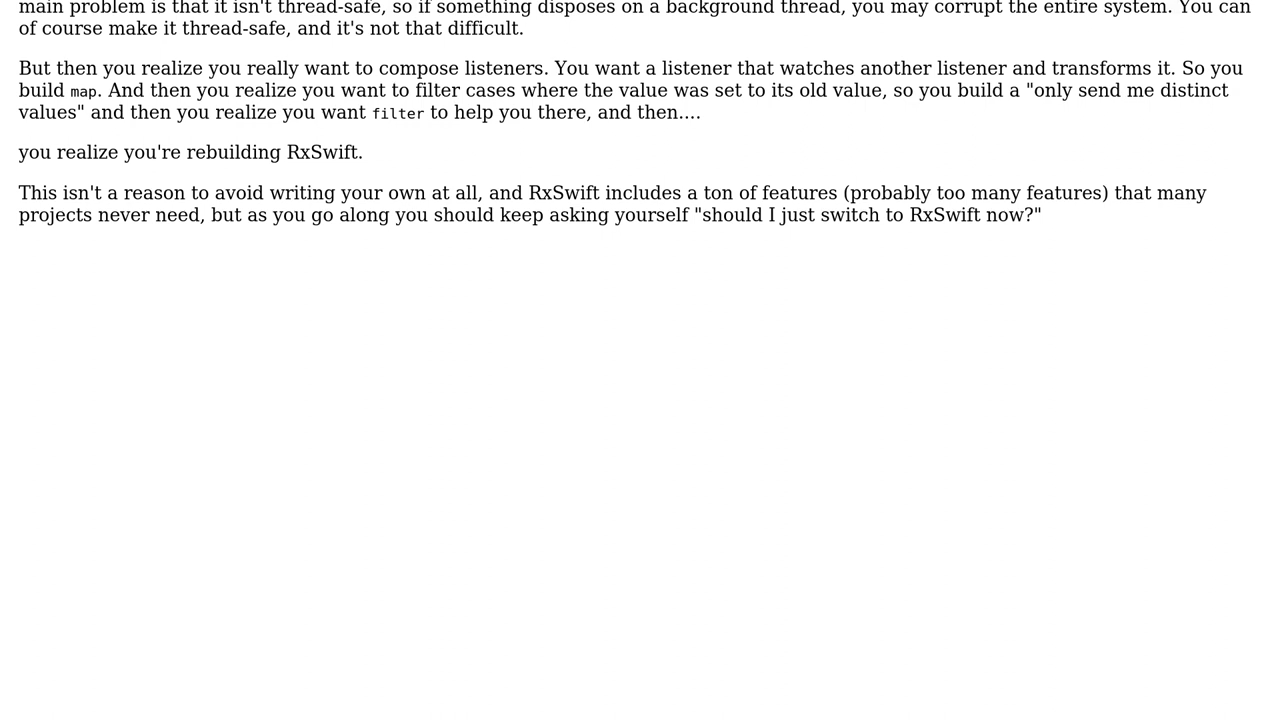 main problem is that it isn't thread-safe, so if something disposes on a background thread, you may corrupt the entire system. You can
of course make it thread-safe, and it's not that difficult.
But then you realize you really want to compose listeners. You want a listener that watches another listener and transforms it. So you
build map. And then you realize you want to filter cases where the value was set to its old value, so you build a "only send me distinct
values" and then you realize you want filter to help you there, and then....
you realize you're rebuilding RxSwift.
This isn't a reason to avoid writing your own at all, and RxSwift includes a ton of features (probably too many features) that many
projects never need, but as you go along you should keep asking yourself "should I just switch to RxSwift now?"